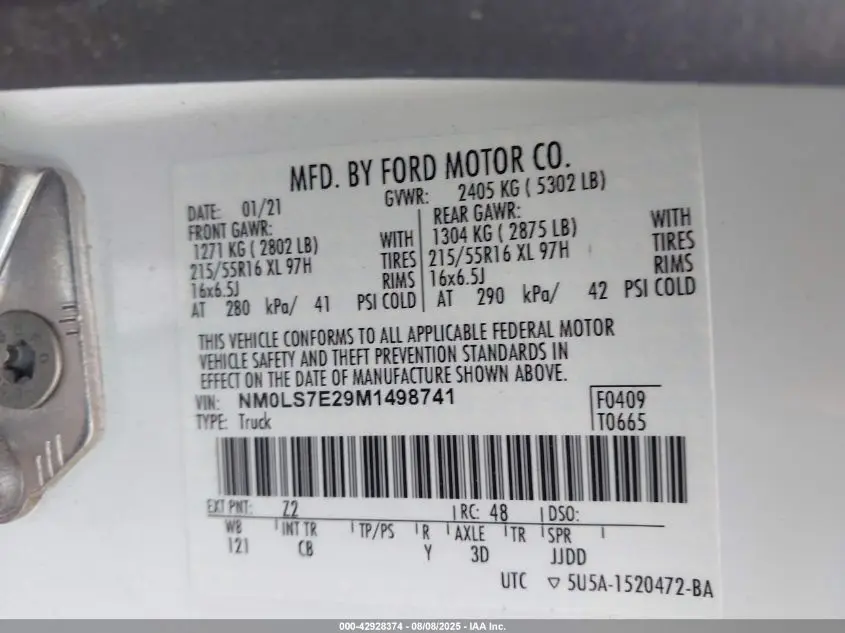 MFD. BY FORD MOTOR CO.
DATE: 01/21 GVWR: 2405 KG ( 5302 LB)
FRONT GAWR: REAR GAWR:
1271 KG ( 2802 LB) WITH 1304 KG ( 2875 LB) WITH
215/55R16 XL 97H TIRES 215/55R16 XL 97H TIRES
16x6.5J RIMS 16x6.5J RIMS
AT 280 kPa/ 41 PSI COLD AT 290 kPa/ 42 PSI COLD
THIS VEHICLE CONFORMS TO ALL APPLICABLE FEDERAL MOTOR
VEHICLE SAFETY AND THEFT PREVENTION STANDARDS IN
EFFECT ON THE DATE OF MANUFACTURE SHOWN ABOVE.
VIN: NM0LS7E29M1498741 F0409
TYPE: Truck T0665
EXT PNT: Z2 RC: 48 DSO:
WB INT TR TP/PS R AXLE TR SPR
121 CB Y 3D JJDD
UTC ▽ 5U5A-1520472-BA
000-42928374 | 08/08/2025 - IAA Inc.